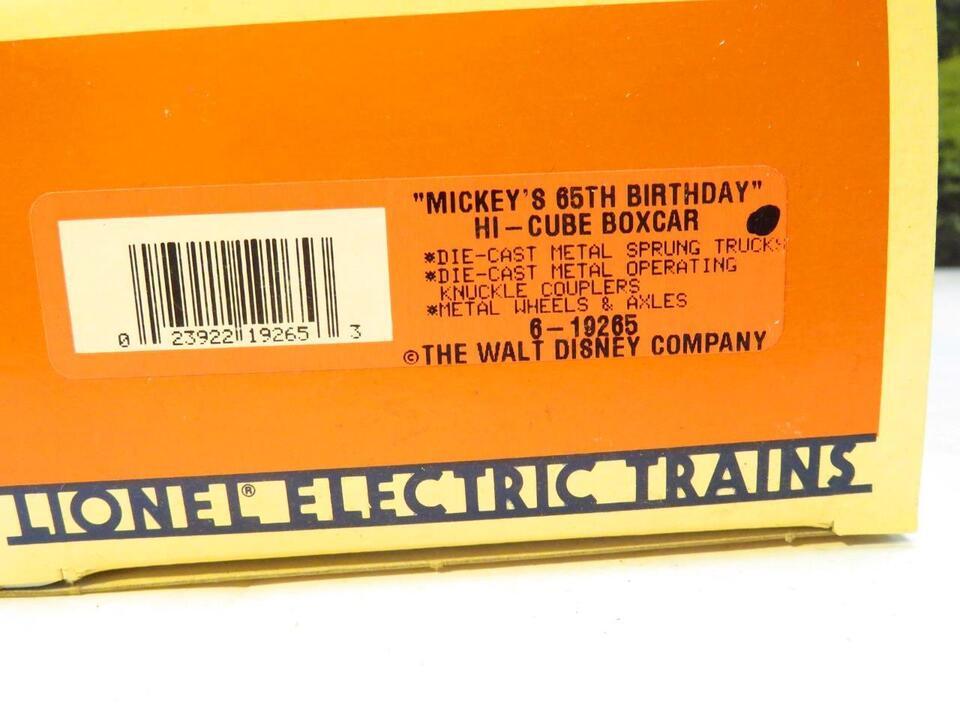 "MICKEY'S 65TH BIRTHDAY"
HI-CUBE BOXCAR
*DIE-CAST METAL SPRUNG TRUCKS
*DIE-CAST METAL OPERATING
KNUCKLE COUPLERS
*METAL WHEELS & AXLES
6-19265
©THE WALT DISNEY COMPANY
0 23922 19265 3
LIONEL® ELECTRIC TRAINS